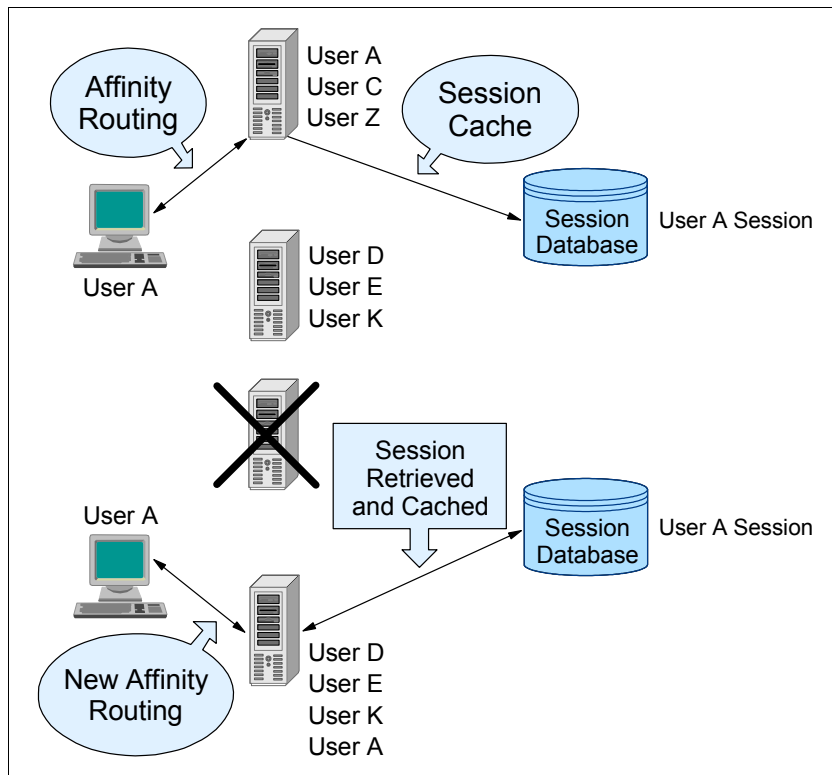 Affinity
Routing
User A
User C
User Z
Session
Cache
User A
Session
Database
User A Session
User D
User E
User K
Session
Retrieved
and Cached
User A
Session
Database
User A Session
New Affinity
Routing
User D
User E
User K
User A